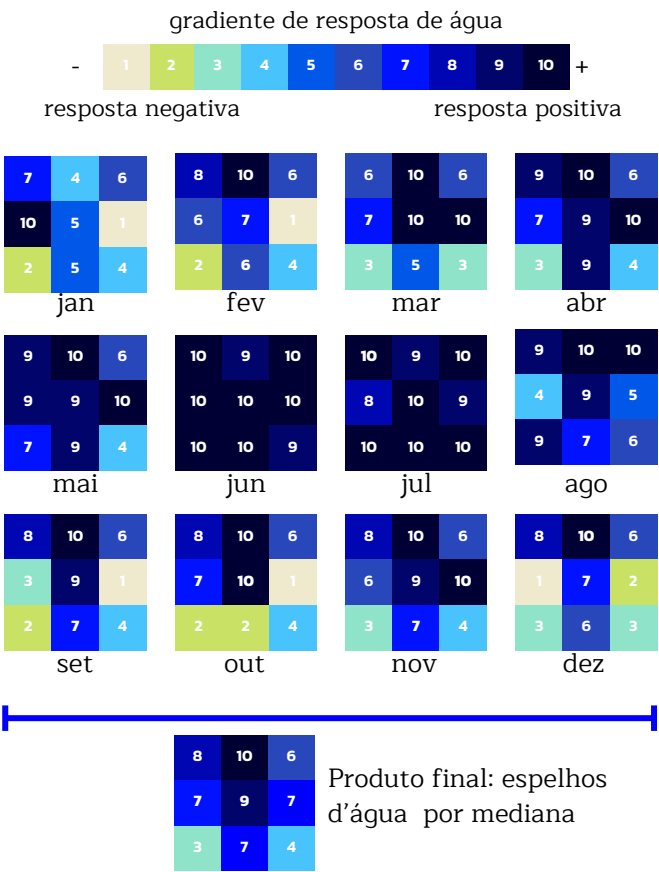 gradiente de resposta de água
- 1 2 3 4 5 6 7 8 9 10 +
resposta negativa resposta positiva
7 4 6
10 5 1
2 5 4
jan
8 10 6
6 7 1
2 6 4
fev
6 10 6
7 10 10
3 5 3
mar
9 10 6
7 9 10
3 9 4
abr
9 10 6
9 9 10
7 9 4
mai
10 9 10
10 10 10
10 10 9
jun
10 9 10
8 10 9
10 10 10
jul
9 10 10
4 9 5
9 7 6
ago
8 10 6
3 9 1
2 7 4
set
8 10 6
7 10 1
2 2 4
out
8 10 6
6 9 10
3 7 4
nov
8 10 6
1 7 2
3 6 3
dez
8 10 6
7 9 7
3 7 4
Produto final: espelhos
d’água por mediana